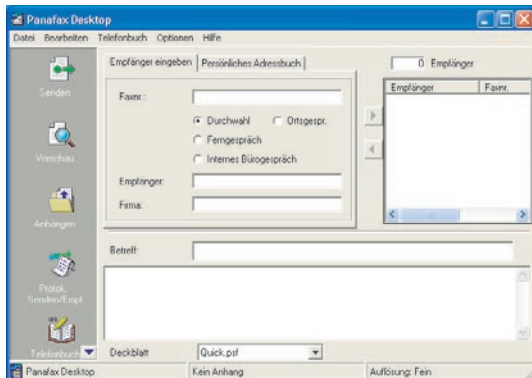 Panafax Desktop
Datei Bearbeiten Telefonbuch Optionen Hilfe
Senden
Vorschau
Anhängen
Protok.
Senden/Empf
Telefonbuch
Empfänger eingeben
Persönliches Adressbuch
Faxnr.:
Durchwahl
Ortsgespr.
Ferngespräch
Internes Bürogespräch
Empfänger:
Firma:
0 Empfänger
Empfänger Faxnr.
Betreff:
Deckblatt Quick.psf
Panafax Desktop Kein Anhang Auflösung: Fein